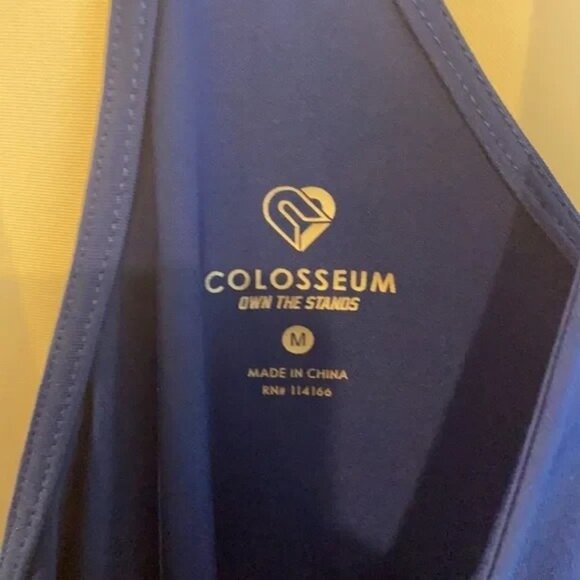 COLOSSEUM
OWN THE STANDS
M
MADE IN CHINA
RN# 114166